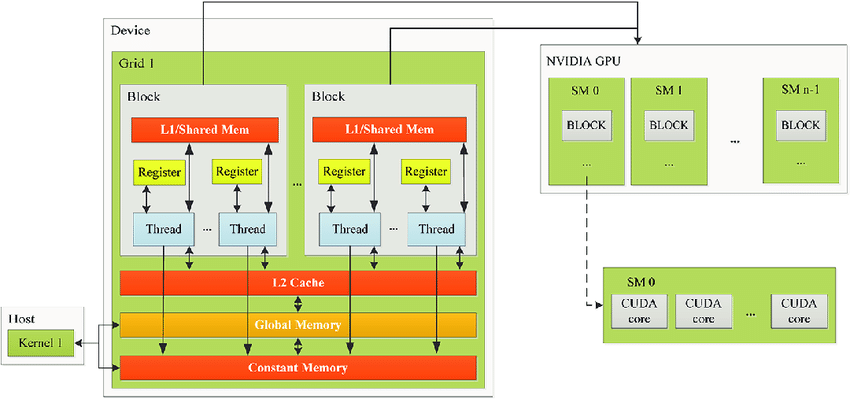 Device
Grid 1
Block
Block
L1/Shared Mem
L1/Shared Mem
Register
Register
Register
Register
...
Thread
...
Thread
Thread
...
Thread
L2 Cache
Global Memory
Constant Memory
Host
Kernel 1
NVIDIA GPU
SM 0
SM 1
SM n-1
BLOCK
BLOCK
BLOCK
...
...
...
...
SM 0
CUDA
core
CUDA
core
...
CUDA
core